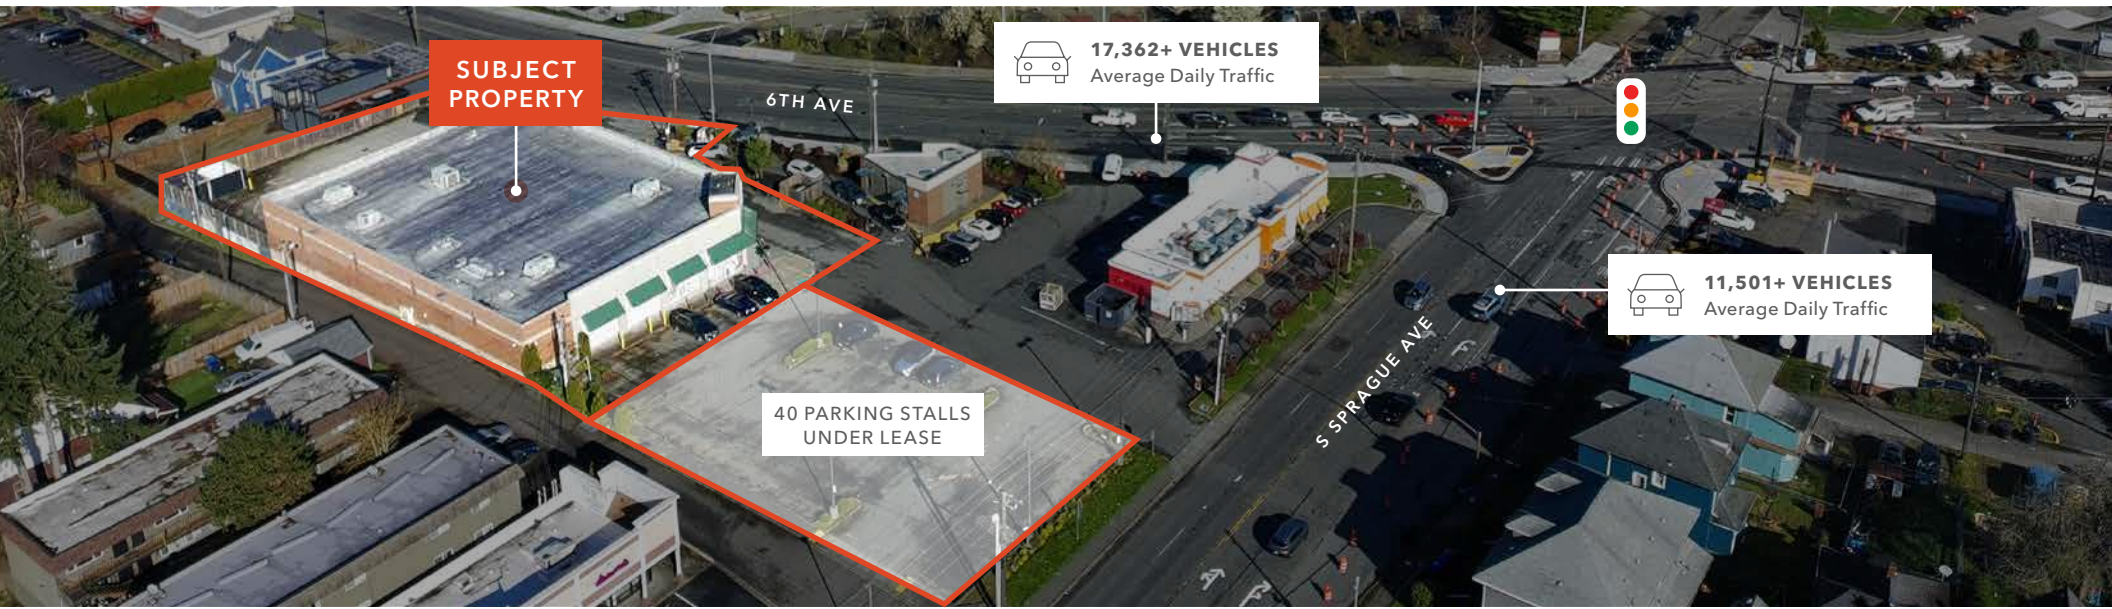 SUBJECT
PROPERTY
6TH AVE
17,362+ VEHICLES
Average Daily Traffic
11,501+ VEHICLES
Average Daily Traffic
S SPRAGUE AVE
40 PARKING STALLS
UNDER LEASE